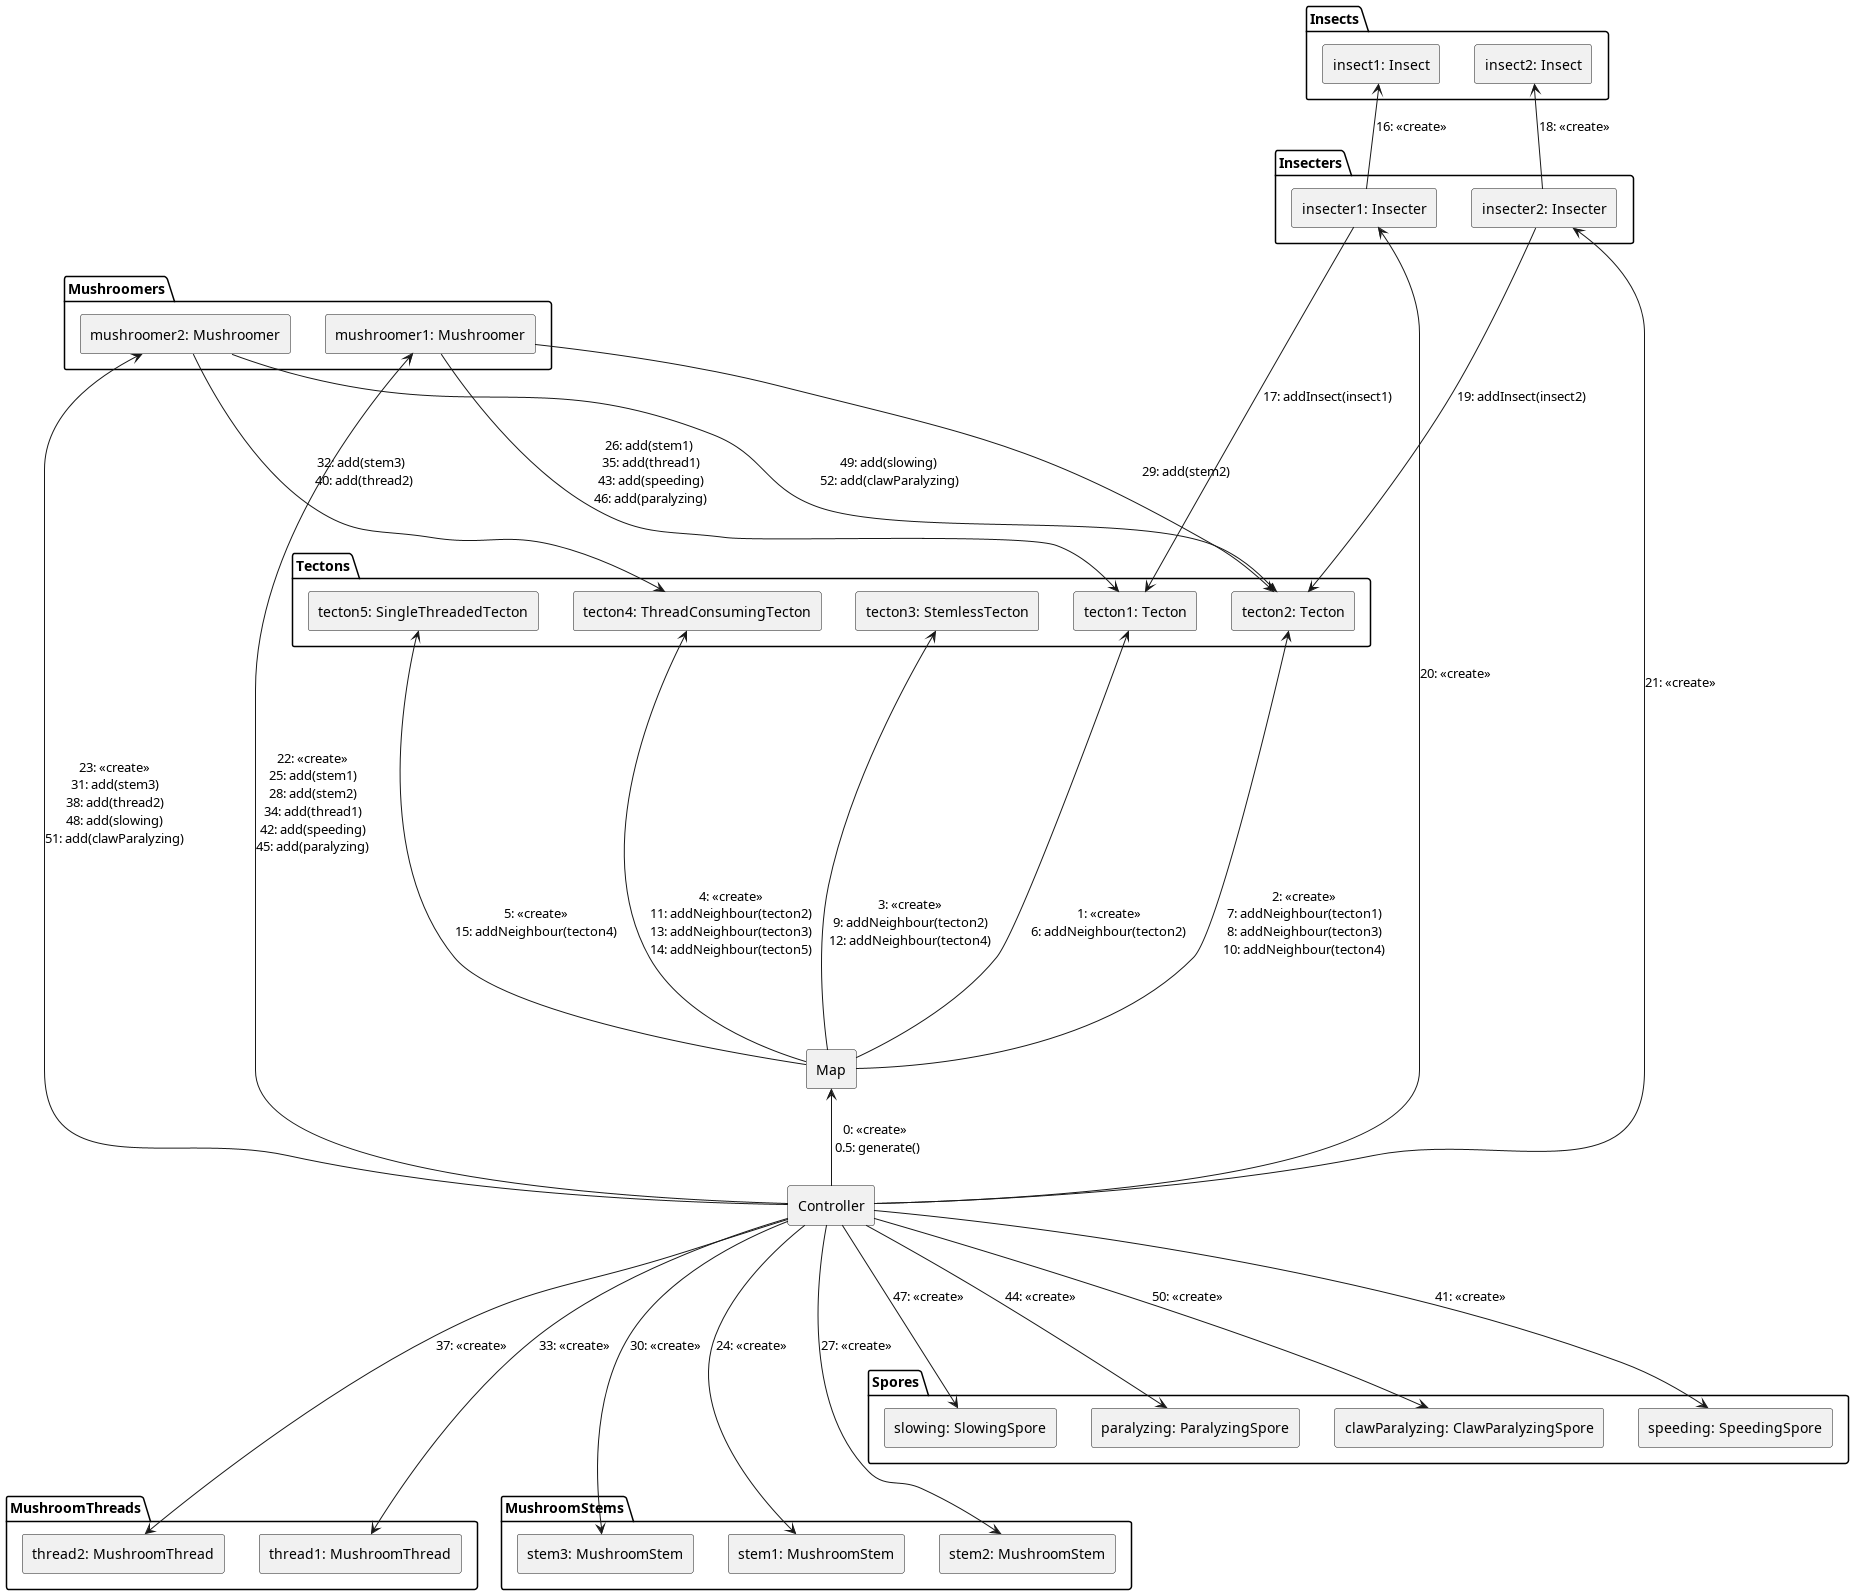 Insects
insect1: Insect
insect2: Insect
16: «create»
18: «create»
Insecters
insecter1: Insecter
insecter2: Insecter
Mushroomers
mushroomer2: Mushroomer
mushroomer1: Mushroomer
17: addInsect(insect1)
19: addInsect(insect2)
32: add(stem3)
40: add(thread2)
26: add(stem1)
35: add(thread1)
43: add(speeding)
46: add(paralyzing)
49: add(slowing)
52: add(clawParalyzing)
29: add(stem2)
Tectons
tecton5: SingleThreadedTecton
tecton4: ThreadConsumingTecton
tecton3: StemlessTecton
tecton1: Tecton
tecton2: Tecton
20: «create»
21: «create»
23: «create»
31: add(stem3)
38: add(thread2)
48: add(slowing)
51: add(clawParalyzing)
22: «create»
25: add(stem1)
28: add(stem2)
34: add(thread1)
42: add(speeding)
45: add(paralyzing)
5: «create»
15: addNeighbour(tecton4)
4: «create»
11: addNeighbour(tecton2)
13: addNeighbour(tecton3)
14: addNeighbour(tecton5)
3: «create»
9: addNeighbour(tecton2)
12: addNeighbour(tecton4)
1: «create»
6: addNeighbour(tecton2)
2: «create»
7: addNeighbour(tecton1)
8: addNeighbour(tecton3)
10: addNeighbour(tecton4)
Map
0: «create»
0.5: generate()
Controller
47: «create»
44: «create»
50: «create»
41: «create»
37: «create»
33: «create»
30: «create»
24: «create»
27: «create»
Spores
slowing: SlowingSpore
paralyzing: ParalyzingSpore
clawParalyzing: ClawParalyzingSpore
speeding: SpeedingSpore
MushroomThreads
thread2: MushroomThread
thread1: MushroomThread
MushroomStems
stem3: MushroomStem
stem1: MushroomStem
stem2: MushroomStem